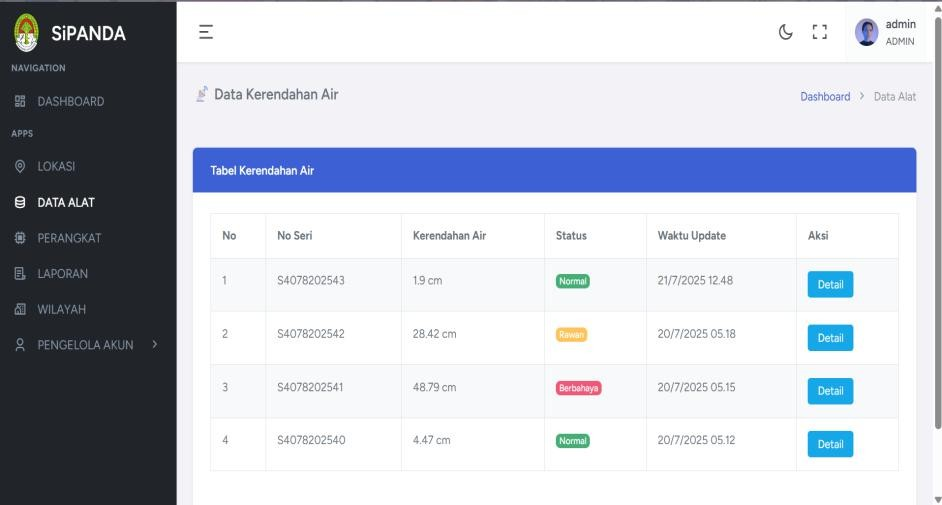 SiPANDA
NAVIGATION
DASHBOARD
APPS
LOKASI
DATA ALAT
PERANGKAT
LAPORAN
WILAYAH
PENGELOLA AKUN
admin
ADMIN
Data Kerendahan Air
Dashboard > Data Alat
Tabel Kerendahan Air
No No Seri Kerendahan Air Status Waktu Update Aksi
1 S4078202543 1.9 cm Normal 21/7/2025 12.48 Detail
2 S4078202542 28.42 cm Rawan 20/7/2025 05.18 Detail
3 S4078202541 48.79 cm Berbahaya 20/7/2025 05.15 Detail
4 S4078202540 4.47 cm Normal 20/7/2025 05.12 Detail